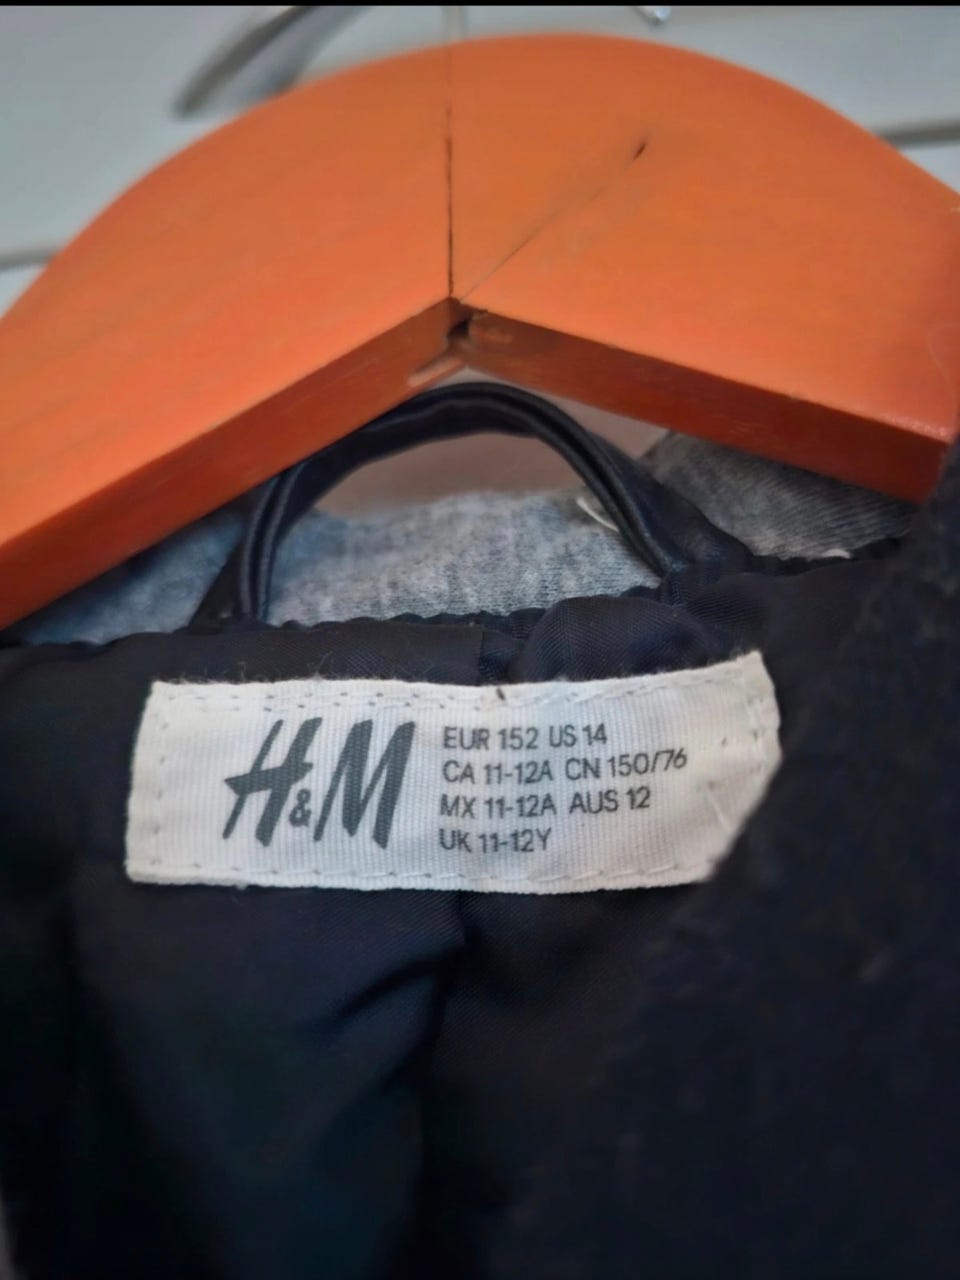 H&M
EUR 152 US 14
CA 11-12A CN 150/76
MX 11-12A AUS 12
UK 11-12Y